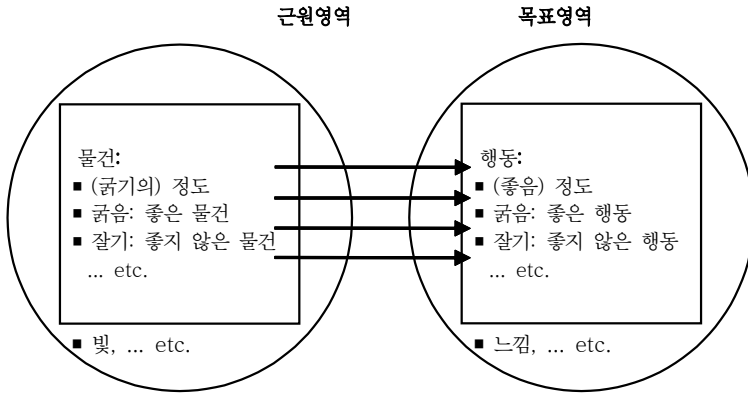 근원영역
목표영역
물건:
■ (굵기의) 정도
■ 굵음: 좋은 물건
■ 잘기: 좋지 않은 물건
... etc.
■ 빛, ... etc.
행동:
■ (좋음) 정도
■ 굵음: 좋은 행동
■ 잘기: 좋지 않은 행동
... etc.
■ 느낌, ... etc.